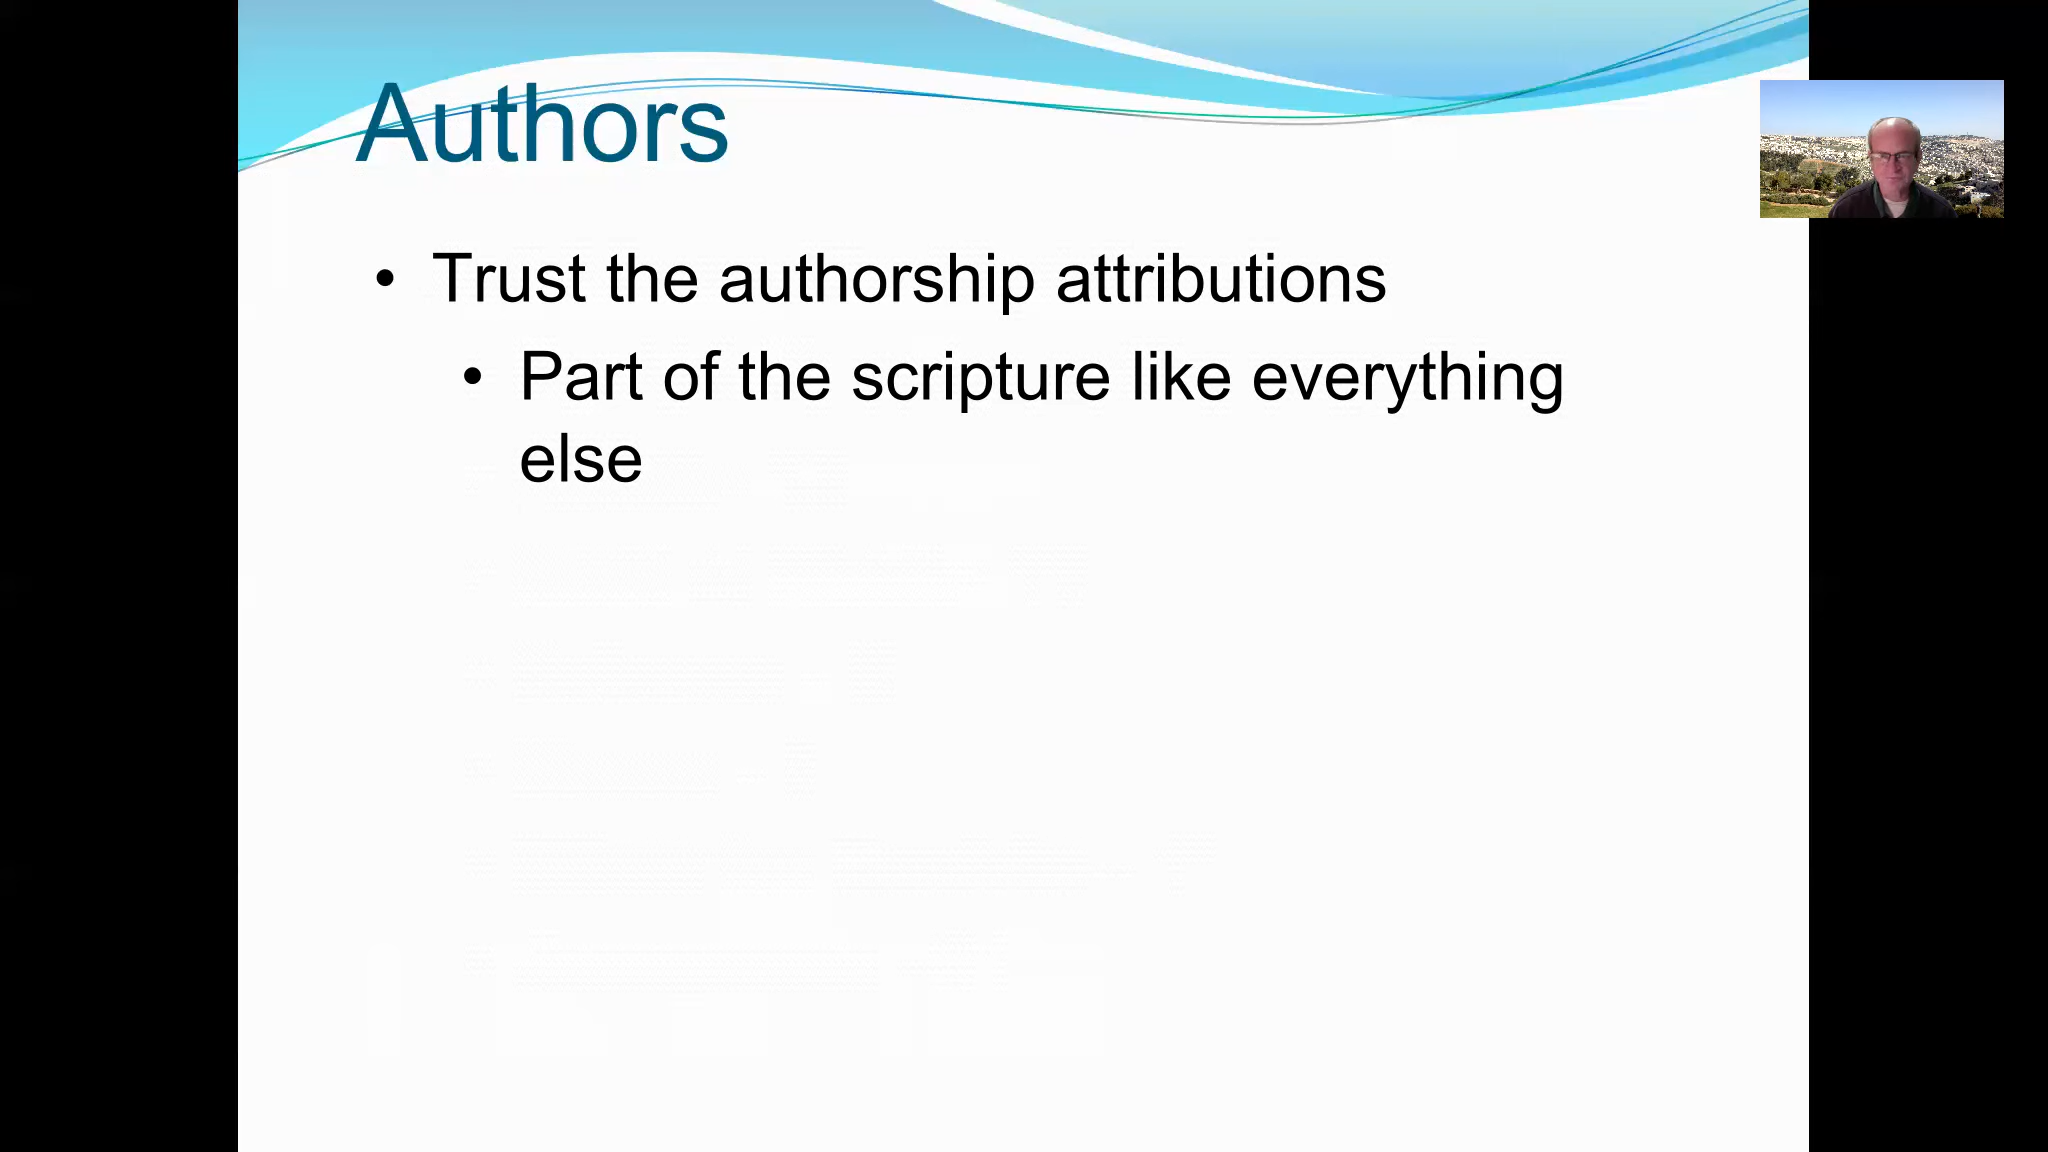 Authors
• Trust the authorship attributions
• Part of the scripture like everything
else